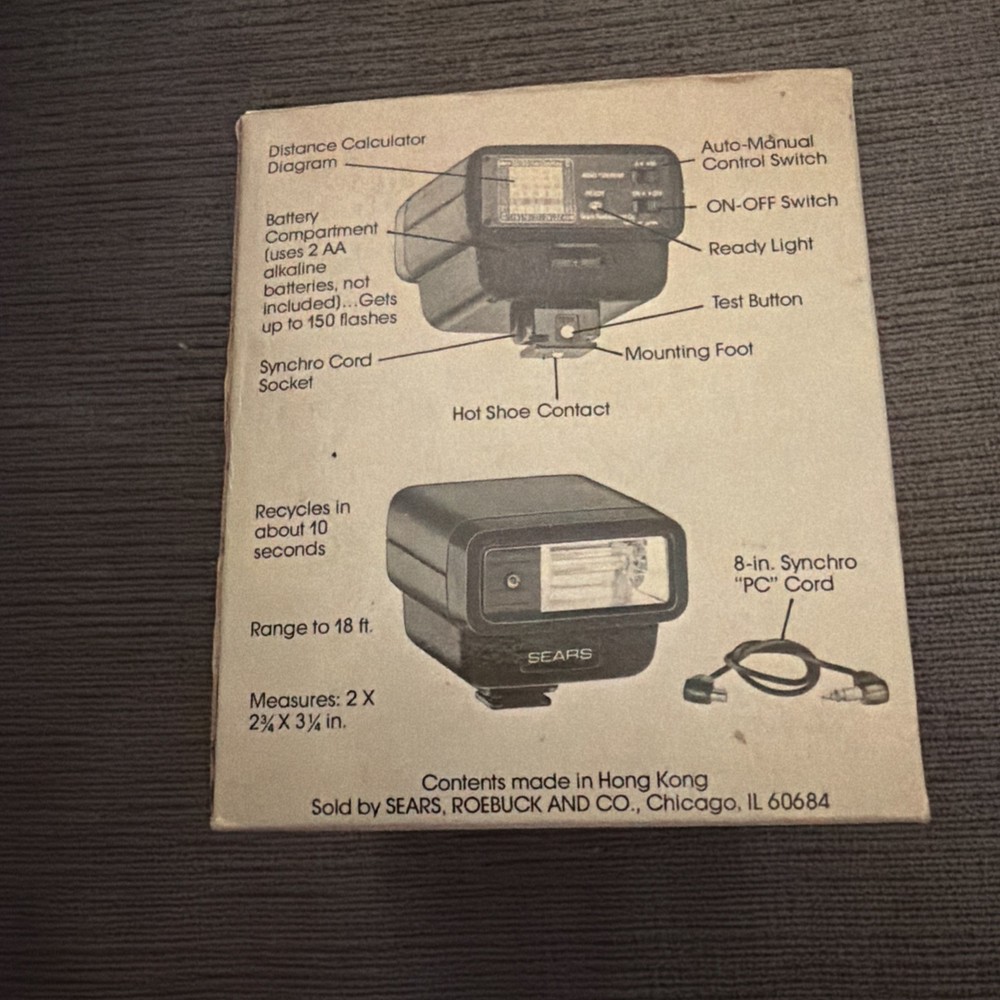 Distance Calculator
Diagram
Auto-Manual
Control Switch
ON-OFF Switch
Battery
Compartment
(uses 2 AA
alkaline
batteries, not
included)...Gets
up to 150 flashes
Ready Light
Test Button
Mounting Foot
Synchro Cord
Socket
Hot Shoe Contact
Recycles in
about 10
seconds
8-in. Synchro
"PC" Cord
Range to 18 ft.
SEARS
Measures: 2 X
2¾ X 3¼ in.
Contents made in Hong Kong
Sold by SEARS, ROEBUCK AND CO., Chicago, IL 60684